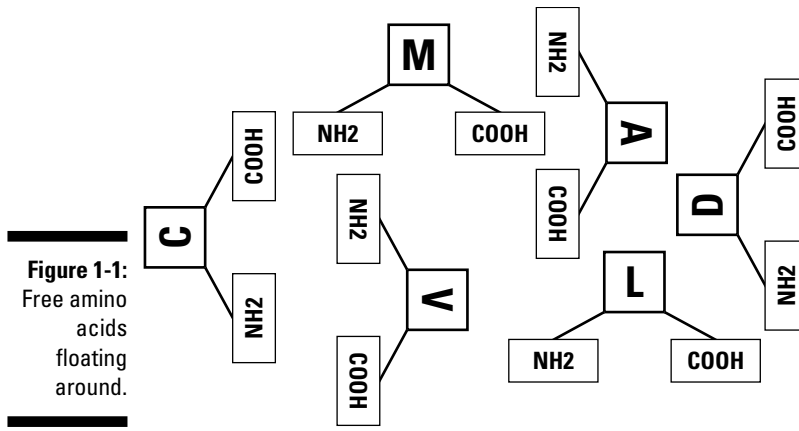 M
NH2
COOH
NH2
A
COOH
COOH
D
NH2
COOH
C
NH2
NH2
V
COOH
L
NH2
COOH
Figure 1-1:
Free amino
acids
floating
around.